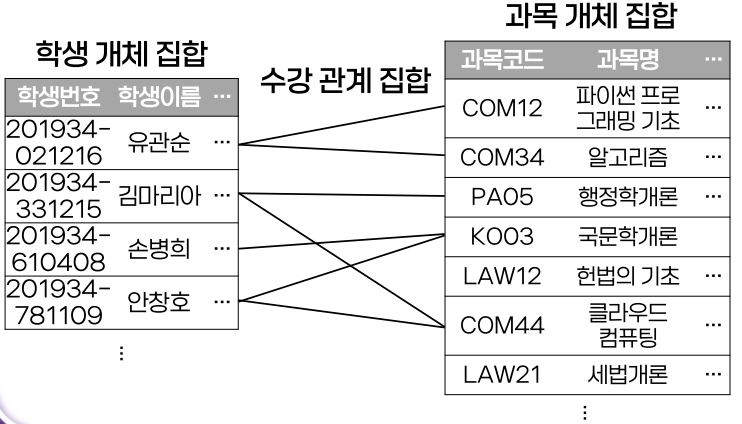 과목 개체 집합
학생 개체 집합
수강 관계 집합
학생번호 학생이름 ···
201934-
021216 유관순 ···
201934-
331215 김마리아 ···
201934-
610408 손병희 ···
201934-
781109 안창호 ···
⋮
과목코드 과목명 ···
COM12 파이썬 프로
그래밍 기초 ···
COM34 알고리즘 ···
PA05 행정학개론 ···
KO03 국문학개론
LAW12 헌법의 기초 ···
COM44 클라우드
컴퓨팅 ···
LAW21 세법개론 ···
⋮